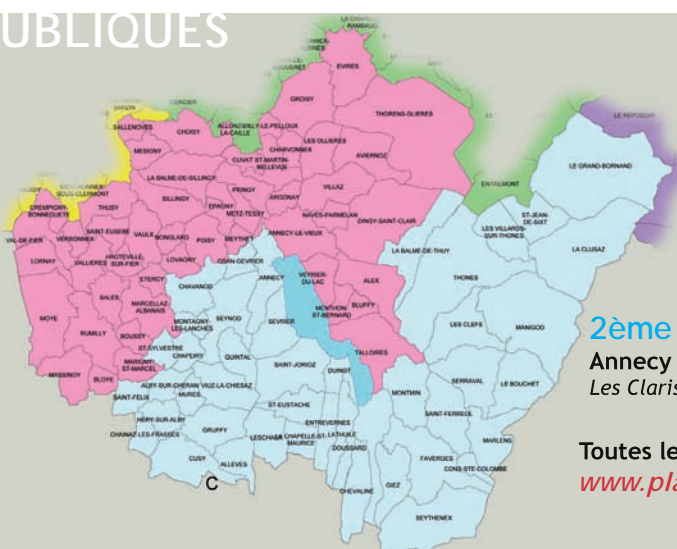 UBLIQUES
EVIRES
GROISY
THORENS-GLIERES
SALLENOVES
CHOISY
LES OLLIERES
CHARVONNEX
MESIGNY
AVIERNOZ
CUVAT ST-MARTIN-
BELLEVUE
LE GRAND-BORNAND
ENTREMONT
LA BALME-DE-SILLINGY
PRINGY
VILLAZ
SILLINGY
ARGONAY
EPAGNY
METZ-TESSY
NAVES-PARMELAN
DINGY-SAINT-CLAIR
THUSY
CREMPIGNY-
BONNEGUETE
ST-JEAN-
DE-SIXT
LES VILLARDS-
SUR-THONES
VAL-DE-FIER
VERSONNEX
SAINT-EUSEBE
VAULX
NONGLARD
POISY
MEYTHET
ANNECY-LE-VIEUX
LA CLUSAZ
LA BALME-DE-THUY
LORNAY
VALLIERES
HAUTEVILLE-
SUR-FIER
LOVAGNY
CRAN-GEVRIER
ETERCY
CHAVANOD
ANNECY
VEYRIER-
DU-LAC
ALEX
THONES
SALES
MARCELLAZ-
ALBANAIS
MENTHON-
ST-BERNARD
BLUFFY
MOYE
MONTAGNY-
LES-LANCHES
SEYNOD
SEVRIER
LES CLEFS
MANIGOD
RUMILLY
BOUSSY
ST-SYLVESTRE
CHAPEIRY
QUINTAL
TALLOIRES
MARIGNY-
ST-MARCEL
SAINT-JORIOZ
DUINGT
MASSINGY
BLOYE
ALBY-SUR-CHERAN
VIUZ-LA-CHIESAZ
MURES
SERRAVAL
LE BOUCHET
MONTMIN
SAINT-FELIX
ST-EUSTACHE
SAINT-FERREOL
HERY-SUR-ALBY
ENTREVERNES
CHAINAZ-LES-FRASSES
GRUFFY
LA CHAPELLE-ST-
MAURICE
LATHUILE
DOUSSARD
MARLENS
CUSY
ALLEVES
FAVERGES
CONS-STE-COLOMBE
C
CHEVALINE
GIEZ
SEYTHENEX
2ème
Annecy
Les Claris
Toutes le
www.pla